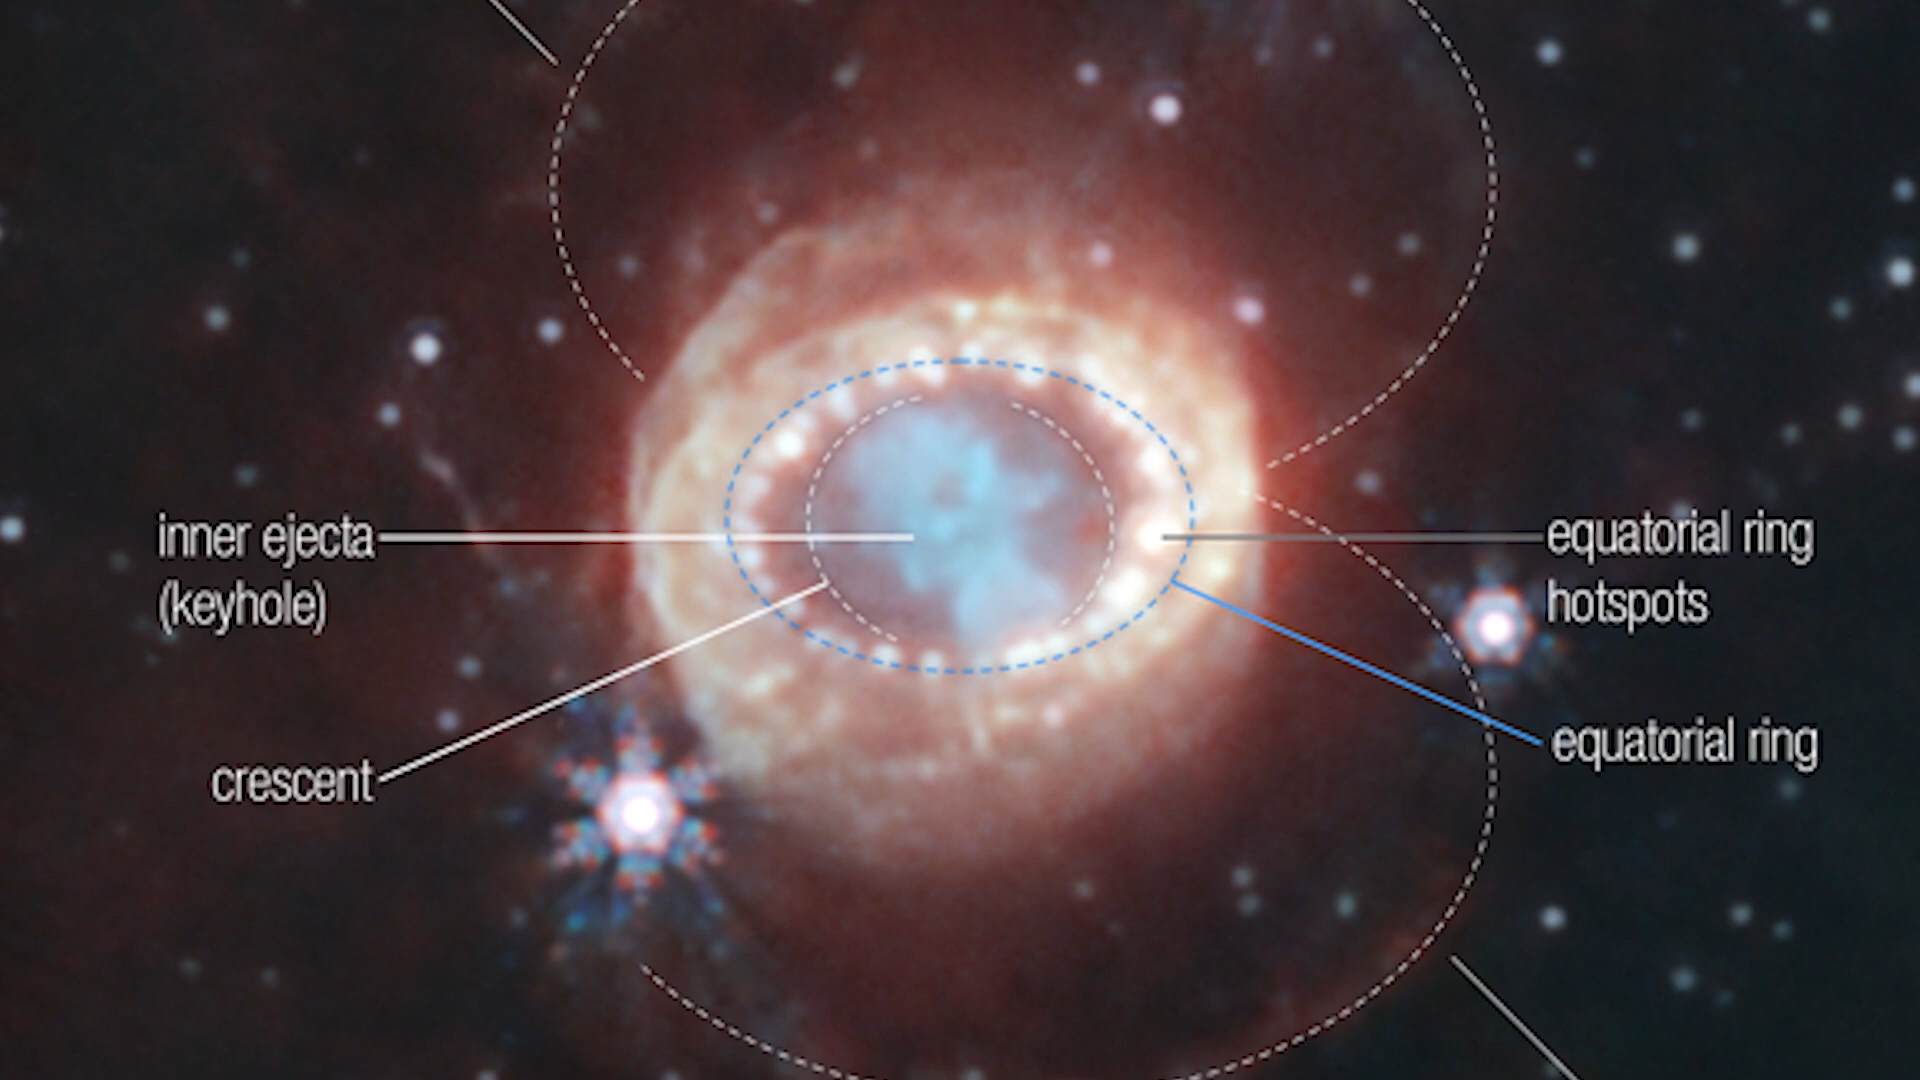 inner ejecta
(keyhole)
equatorial ring
hotspots
crescent
equatorial ring